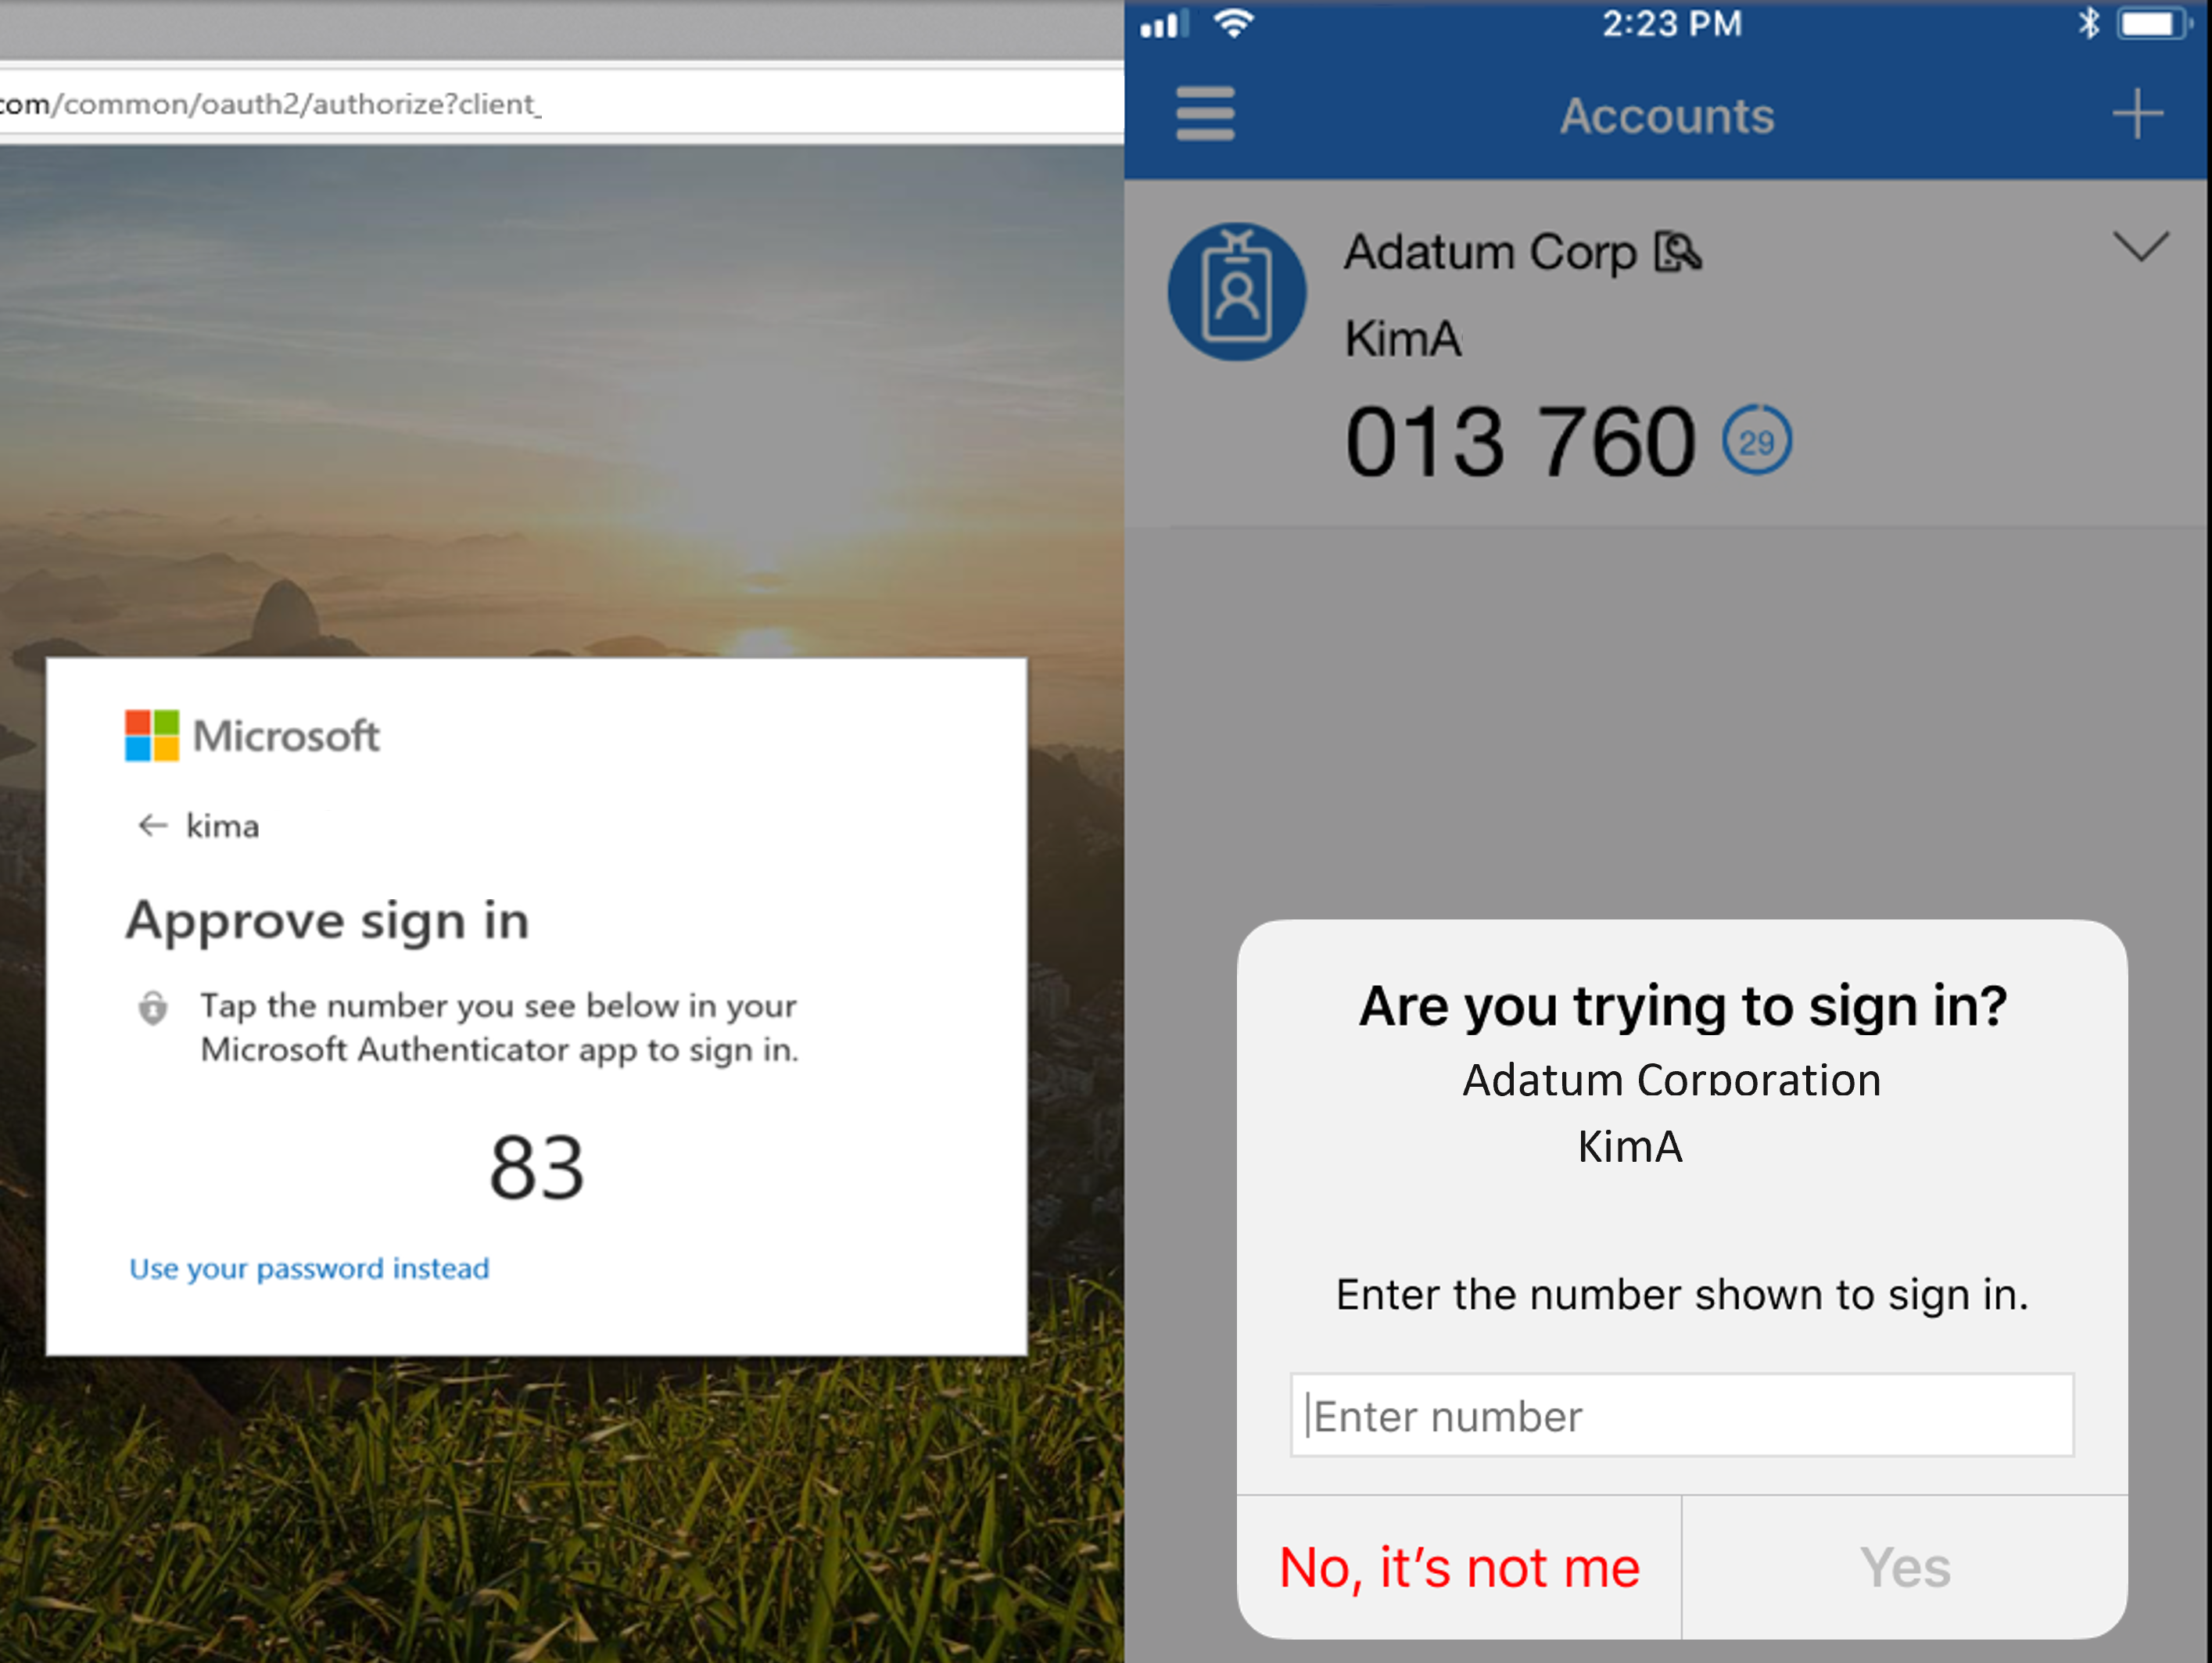 com/common/oauth2/authorize?client_
Microsoft
← kima
Approve sign in
Tap the number you see below in your
Microsoft Authenticator app to sign in.
83
Use your password instead
2:23 PM
Accounts
Adatum Corp
KimA
013 760
29
Are you trying to sign in?
Adatum Corporation
KimA
Enter the number shown to sign in.
Enter number
No, it’s not me
Yes